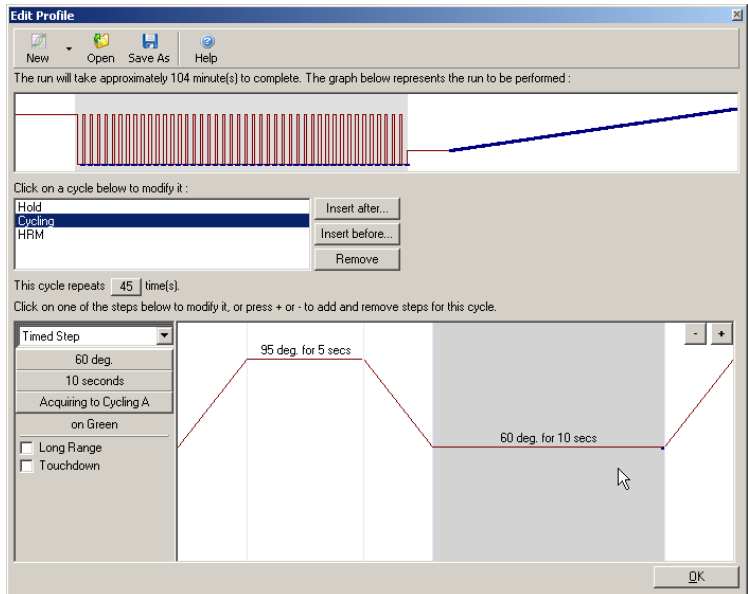 Edit Profile
New Open Save As Help
The run will take approximately 104 minute(s) to complete. The graph below represents the run to be performed :
Click on a cycle below to modify it :
Hold
Cycling
HRM
Insert after...
Insert before...
Remove
This cycle repeats 45 time(s).
Click on one of the steps below to modify it, or press + or - to add and remove steps for this cycle.
Timed Step
60 deg.
10 seconds
Acquiring to Cycling A
on Green
Long Range
Touchdown
95 deg. for 5 secs
60 deg. for 10 secs
- +
OK